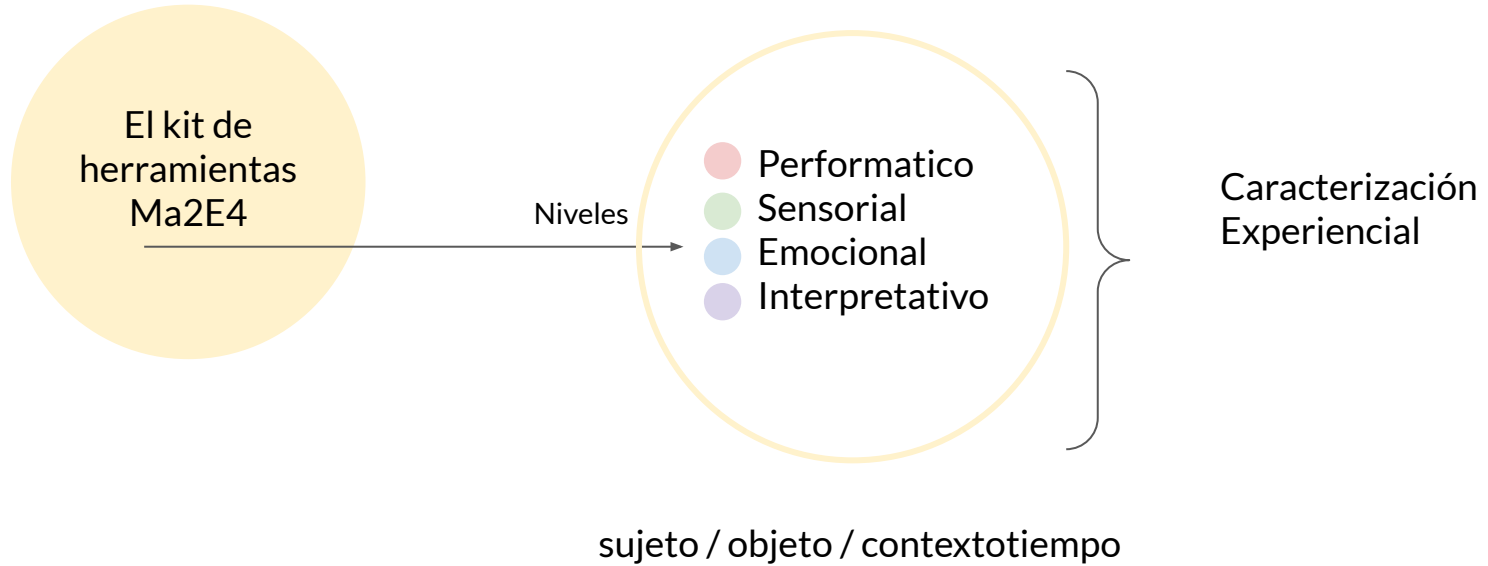 El kit de
herramientas
Ma2E4
Niveles
Performatico
Sensorial
Emocional
Interpretativo
Caracterización
Experiencial
sujeto / objeto / contextotiempo